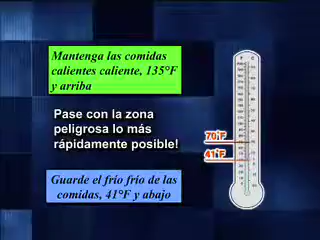 Mantenga las comidas
calientes caliente, 135°F
y arriba
Pase con la zona
peligrosa lo más
rápidamente posible!
70°F
41°F
Guarde el frío frío de las
comidas, 41°F y abajo